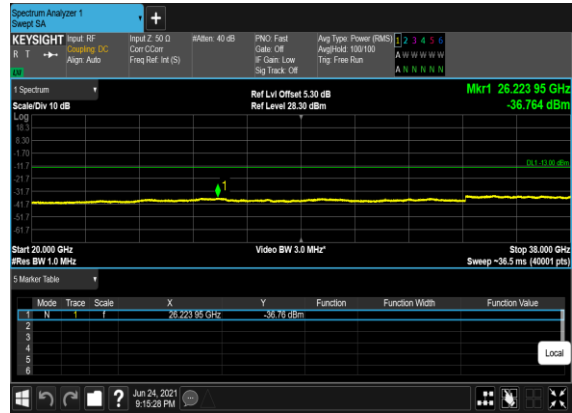 Spectrum Analyzer 1
Swept SA
+
KEYSIGHT Input: RF Input Z: 50 Ω #Atten: 40 dB PNO: Fast Avg Type: Power (RMS) 1 2 3 4 5 6
R T Coupling: DC Corr CCorr Gate: Off Avg|Hold: 100/100 A W W W W W
Align: Auto Freq Ref: Int (S) IF Gain: Low Trig: Free Run
Sig Track: Off A N N N N N
1 Spectrum Ref Lvl Offset 5.30 dB Mkr1 26.223 95 GHz
Scale/Div 10 dB Ref Level 28.30 dBm -36.764 dBm
Log
18.3
8.30
-1.70
-11.7 DL1 -13.00 dBm
-21.7
-31.7 1
-41.7
-51.7
-61.7
Start 20.000 GHz Video BW 3.0 MHz* Stop 38.000 GHz
#Res BW 1.0 MHz Sweep ~36.5 ms (40001 pts)
5 Marker Table
Mode Trace Scale X Y Function Function Width Function Value
1 N 1 f 26.223 95 GHz -36.76 dBm
2
3
4
5
6
Local
? Jun 24, 2021
9:15:28 PM